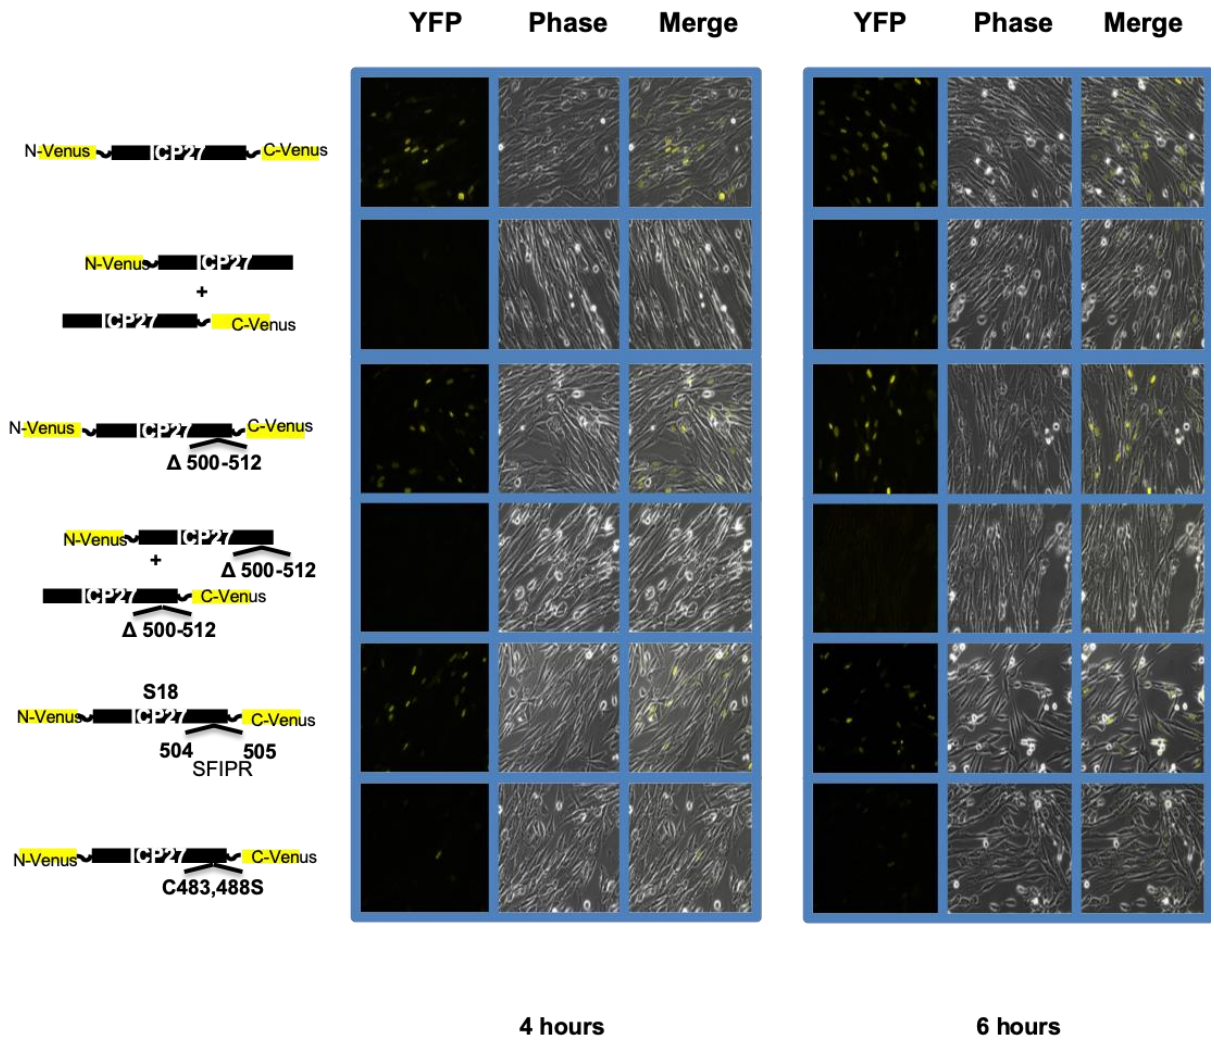 YFP Phase Merge YFP Phase Merge
N-Venus ICP27 C-Venus
N-Venus ICP27
+
ICP27 C-Venus
N-Venus ICP27 C-Venus
Δ 500-512
N-Venus ICP27
+
Δ 500-512
ICP27 C-Venus
Δ 500-512
S18
N-Venus ICP27 C-Venus
504 505
SFIPR
N-Venus ICP27 C-Venus
C483,488S
4 hours 6 hours